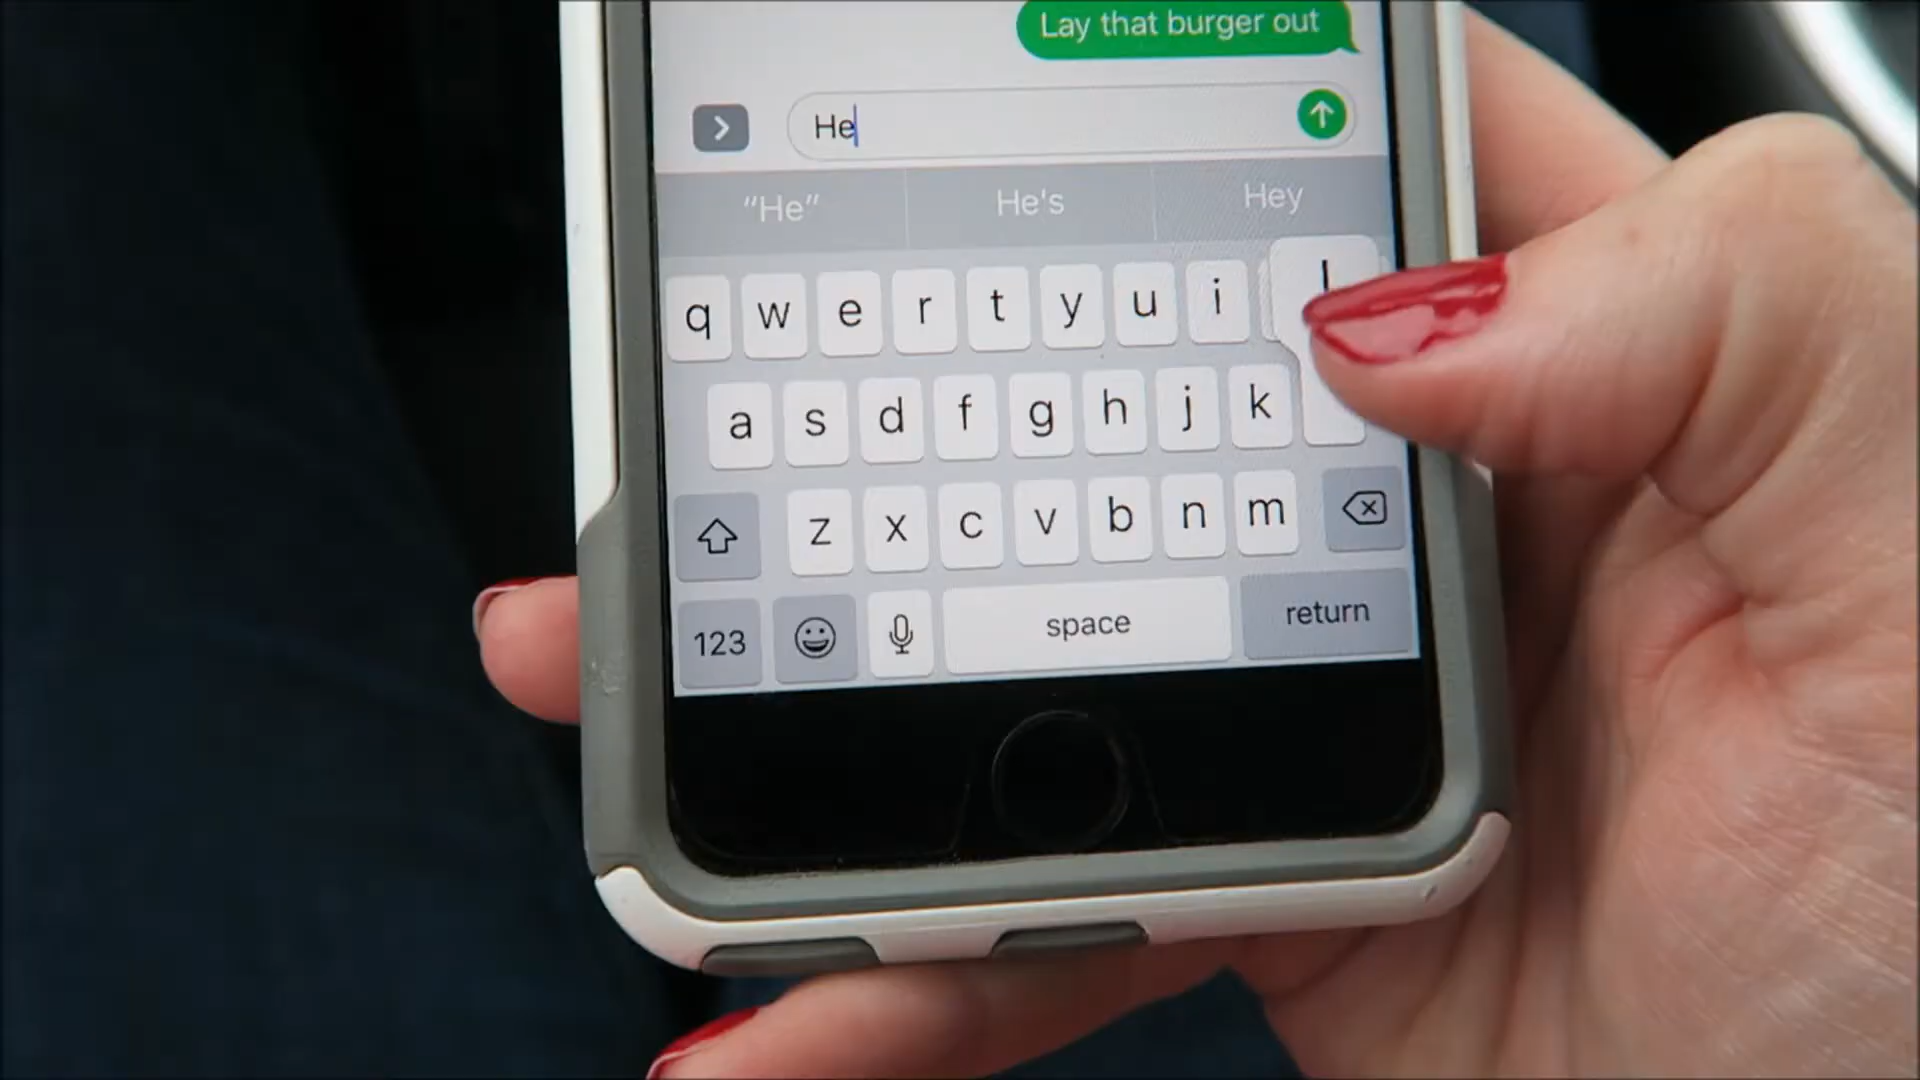 Lay that burger out
He
“He” He's Hey
q w e r t y u i l
a s d f g h j k
z x c v b n m
123 space return